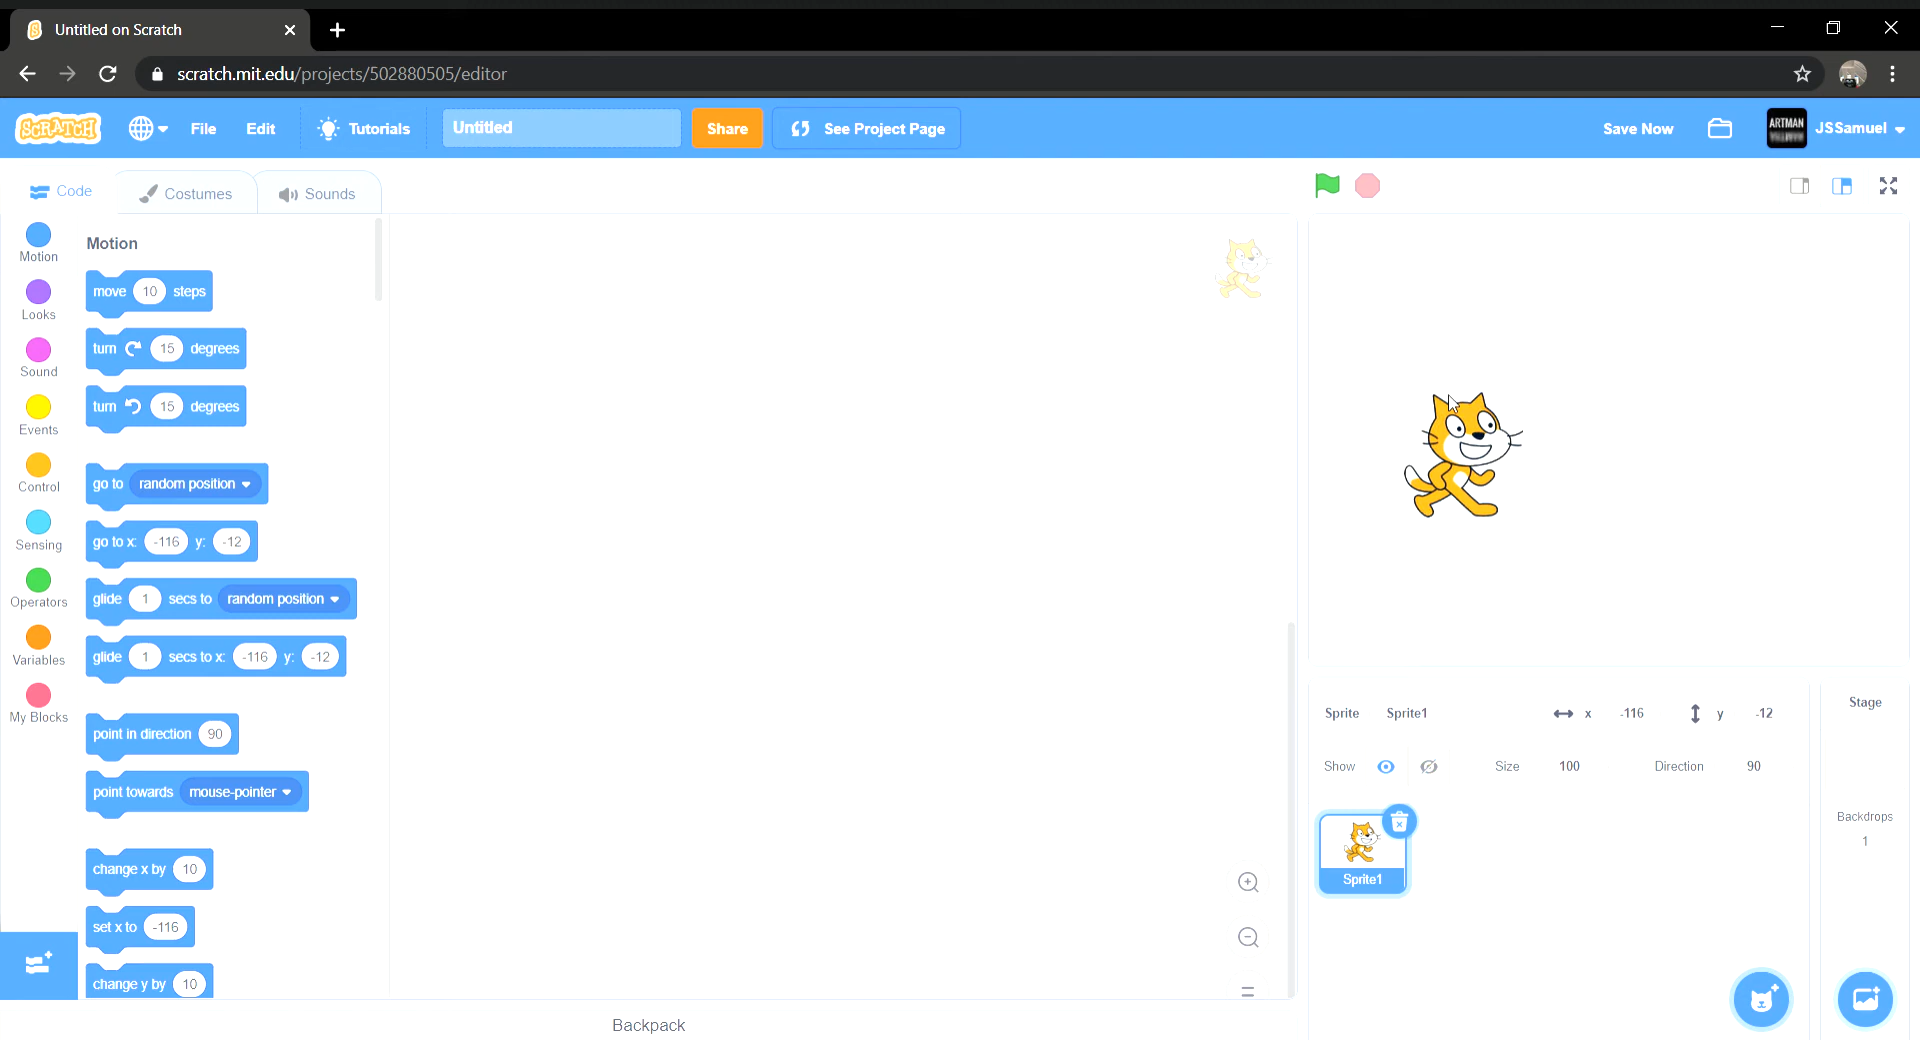 Untitled on Scratch
scratch.mit.edu/projects/502880505/editor
SCRATCH File Edit Tutorials Untitled Share See Project Page Save Now ARTMAN JSSamuel
Code Costumes Sounds
Motion
Looks
Sound
Events
Control
Sensing
Operators
Variables
My Blocks
Motion
move 10 steps
turn 15 degrees
turn 15 degrees
go to random position
go to x: -116 y: -12
glide 1 secs to random position
glide 1 secs to x: -116 y: -12
point in direction 90
point towards mouse-pointer
change x by 10
set x to -116
change y by 10
Backpack
Sprite Sprite1 x -116 y -12
Show Size 100 Direction 90
Sprite1
Stage
Backdrops
1